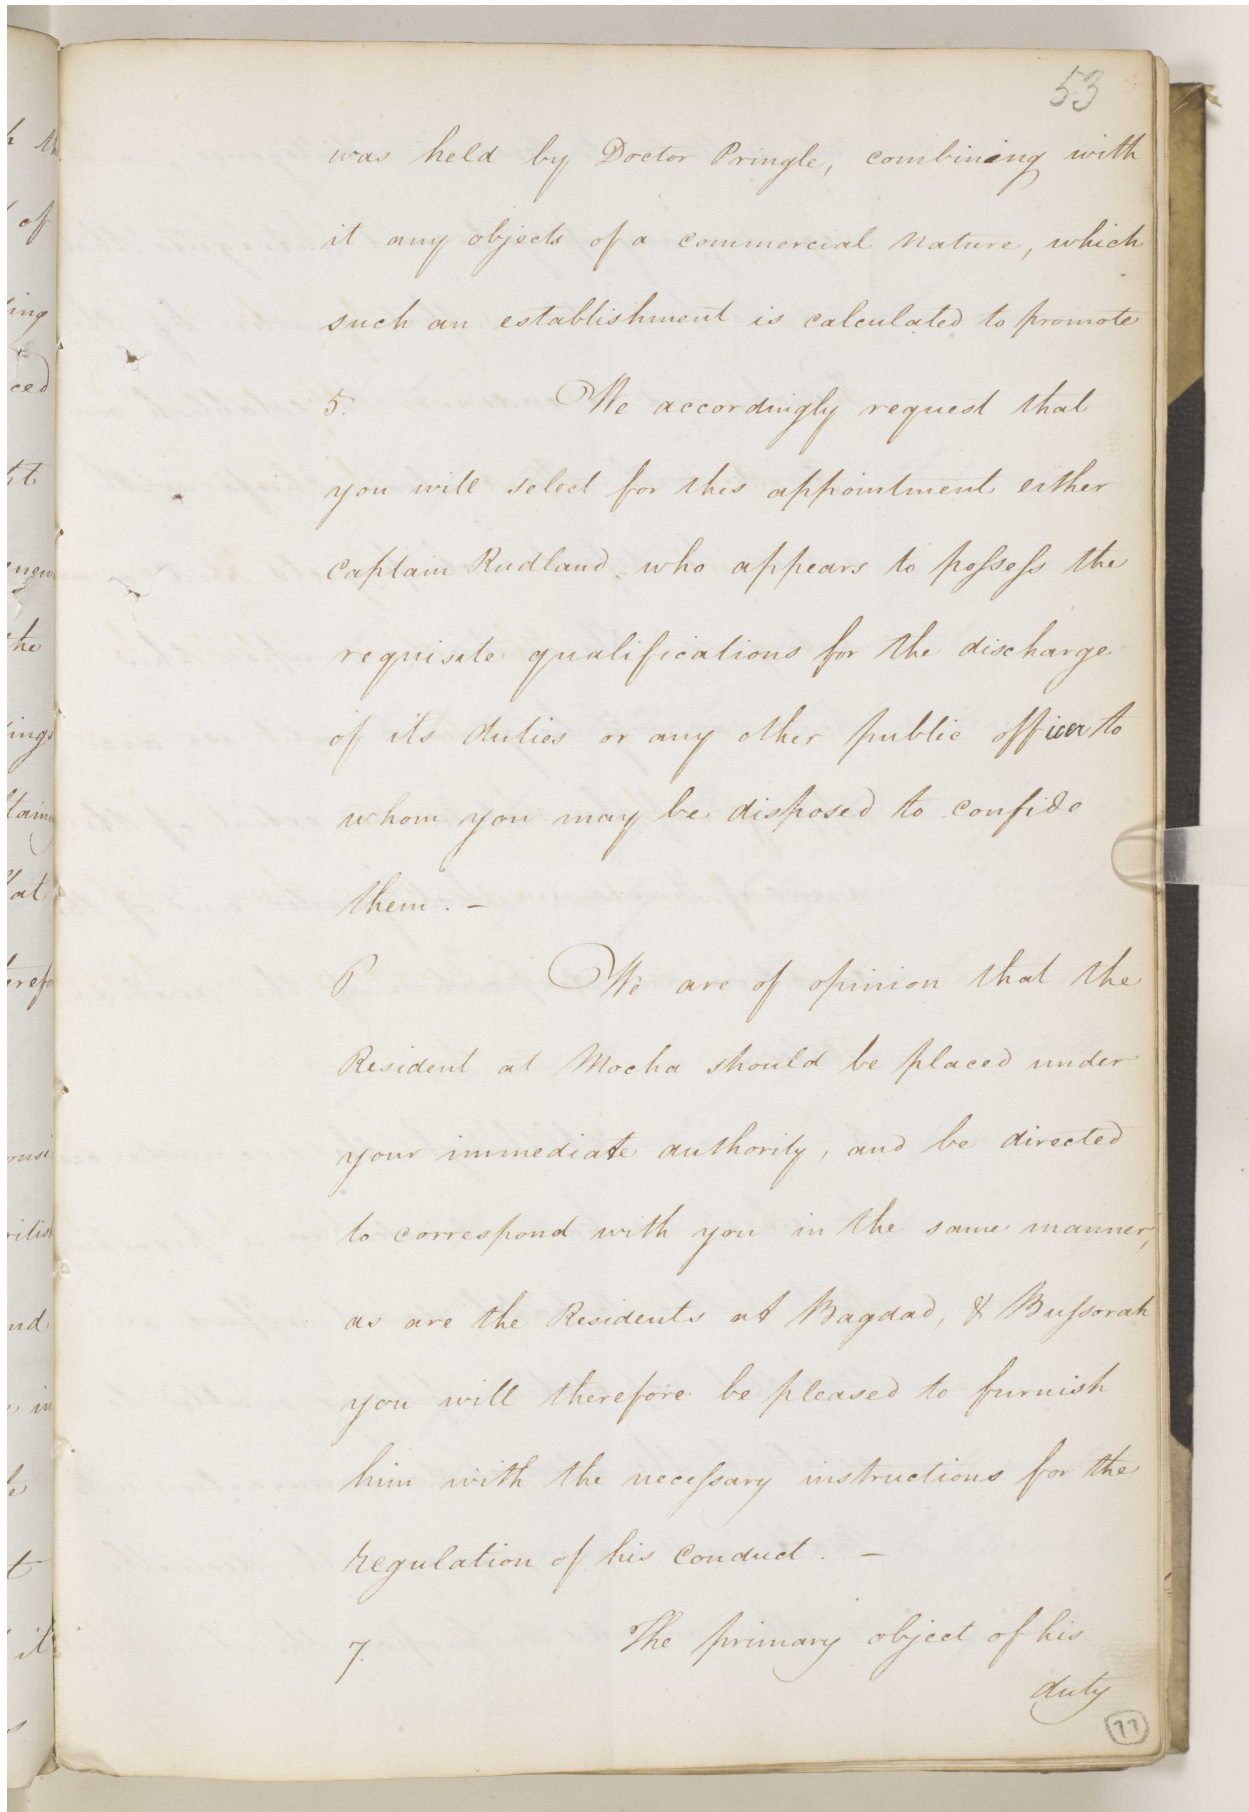 53
was held by Doctor Pringle, combining with
it any objects of a commercial nature, which
such an establishment is calculated to promote
5. We accordingly request that
you will select for this appointment either
Captain Rudland who appears to possess the
requisite qualifications for the discharge
of its duties or any other public officer to
whom you may be disposed to confide
them. -
6 We are of opinion that the
Resident at Mocha should be placed under
your immediate authority, and be directed
to correspond with you in the same manner,
as are the Residents at Bagdad, & Bussorah
you will therefore be pleased to furnish
him with the necessary instructions for the
regulation of his conduct. -
7. The primary object of his
duty
77